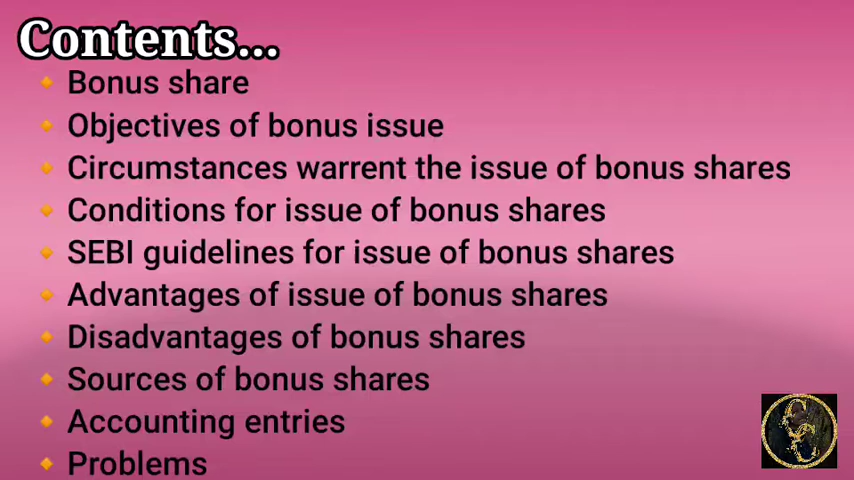 Contents...
Bonus share
Objectives of bonus issue
Circumstances warrent the issue of bonus shares
Conditions for issue of bonus shares
SEBI guidelines for issue of bonus shares
Advantages of issue of bonus shares
Disadvantages of bonus shares
Sources of bonus shares
Accounting entries
Problems